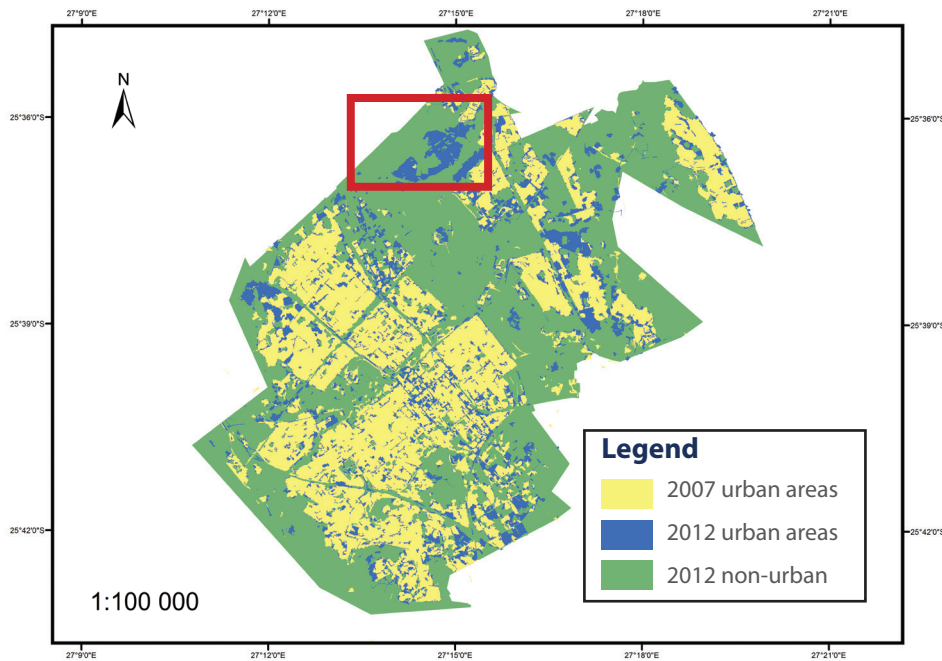 27°9'0"E 27°12'0"E 27°15'0"E 27°18'0"E 27°21'0"E
N
25°36'0"S 25°36'0"S
25°39'0"S 25°39'0"S
Legend
2007 urban areas
25°42'0"S 2012 urban areas 25°42'0"S
2012 non-urban
1:100 000
27°9'0"E 27°12'0"E 27°15'0"E 27°18'0"E 27°21'0"E